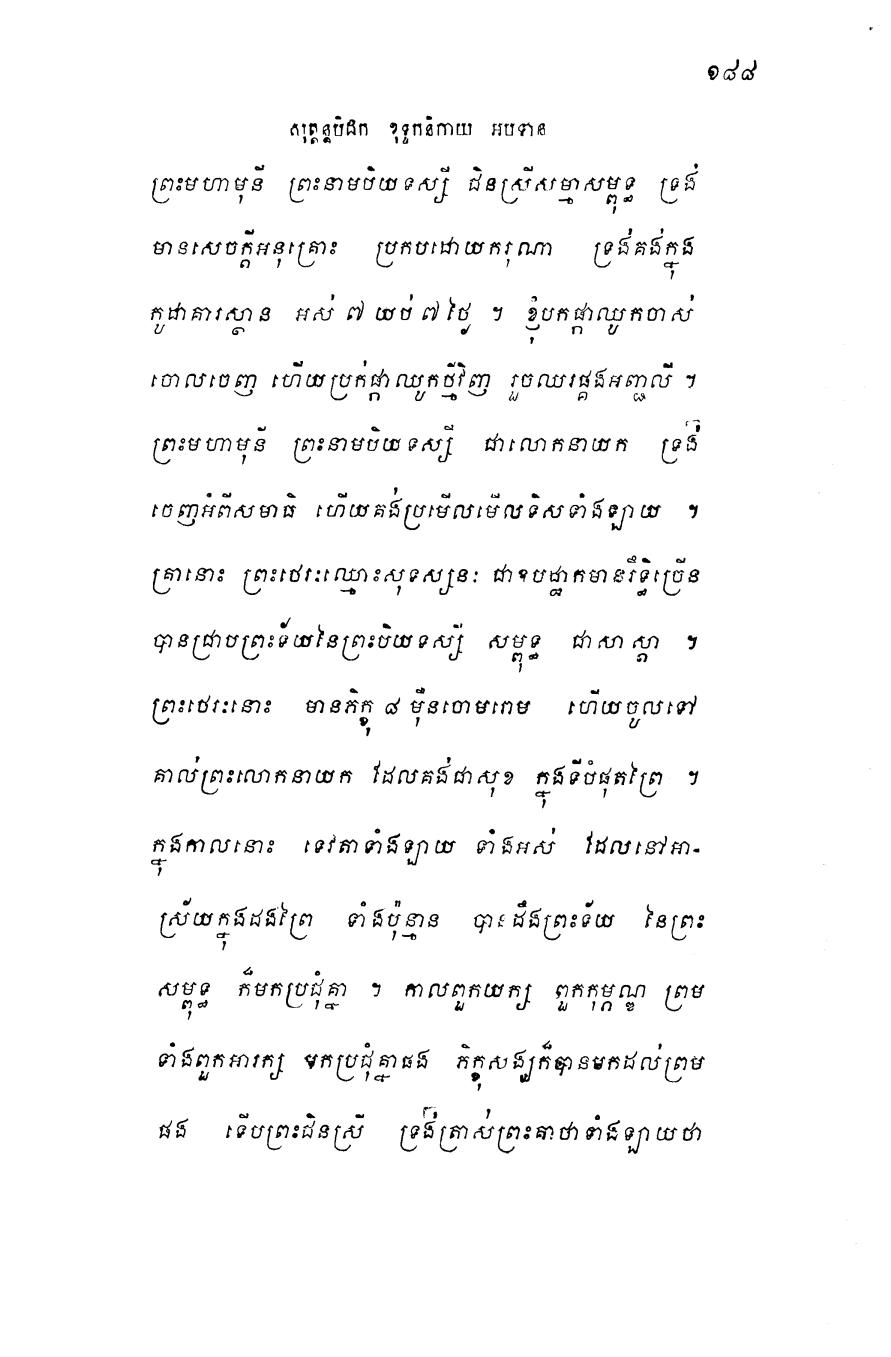 ១៨៨
សុត្តន្តបិដក ខុទ្ទកនិកាយ អបទាន
ព្រះមហាមុនី ព្រះនាមបិយទស្សី ជិនស្រីសម្មាសម្ពុទ្ធ ទ្រង់
មានសេចក្តីអនុគ្រោះ ប្រកបដោយករុណា ទ្រង់គង់ក្នុង
កូដាគារស្ថាន អស់ ៧ យប់ ៧ ថ្ងៃ ។ ខ្ញុំបកផ្កាឈូកចាស់
ចោលចេញ ហើយប្រក់ផ្កាឈូកថ្មីវិញ រួចឈរផ្គងអញ្ជលី ។
ព្រះមហាមុនី ព្រះនាមបិយទស្សី ជាលោកនាយក ទ្រង់
ចេញអំពីសមាធិ ហើយគង់ប្រមើលមើលទិសទាំងឡាយ ។
គ្រានោះ ព្រះថេរៈឈ្មោះសុទស្សនៈ ជាឧបដ្ឋាកមានរឹទ្ធិច្រើន
បានជ្រាបព្រះទ័យនៃព្រះបិយទស្សី សម្ពុទ្ធ ជាសាស្តា ។
ព្រះថេរៈនោះ មានភិក្ខុ ៨ ម៉ឺនចោមរោម ហើយចូលទៅ
គាល់ព្រះលោកនាយក ដែលគង់ជាសុខ ក្នុងទីបំផុតព្រៃ ។
ក្នុងកាលនោះ ទេវតាទាំងឡាយ ទាំងអស់ ដែលនៅអា-
ស្រ័យក្នុងដងព្រៃ ទាំងប៉ុន្មាន បានដឹងព្រះទ័យ នៃព្រះ
សម្ពុទ្ធ ក៏មកប្រជុំគ្នា ។ កាលពួកយក្ស ពួកកុម្ភណ្ឌ ព្រម
ទាំងពួកអារក្ស មកប្រជុំគ្នាផង ភិក្ខុសង្ឃក៏បានមកដល់ព្រម
ផង ទើបព្រះជិនស្រី ទ្រង់ត្រាស់ព្រះគាថាទាំងឡាយថា